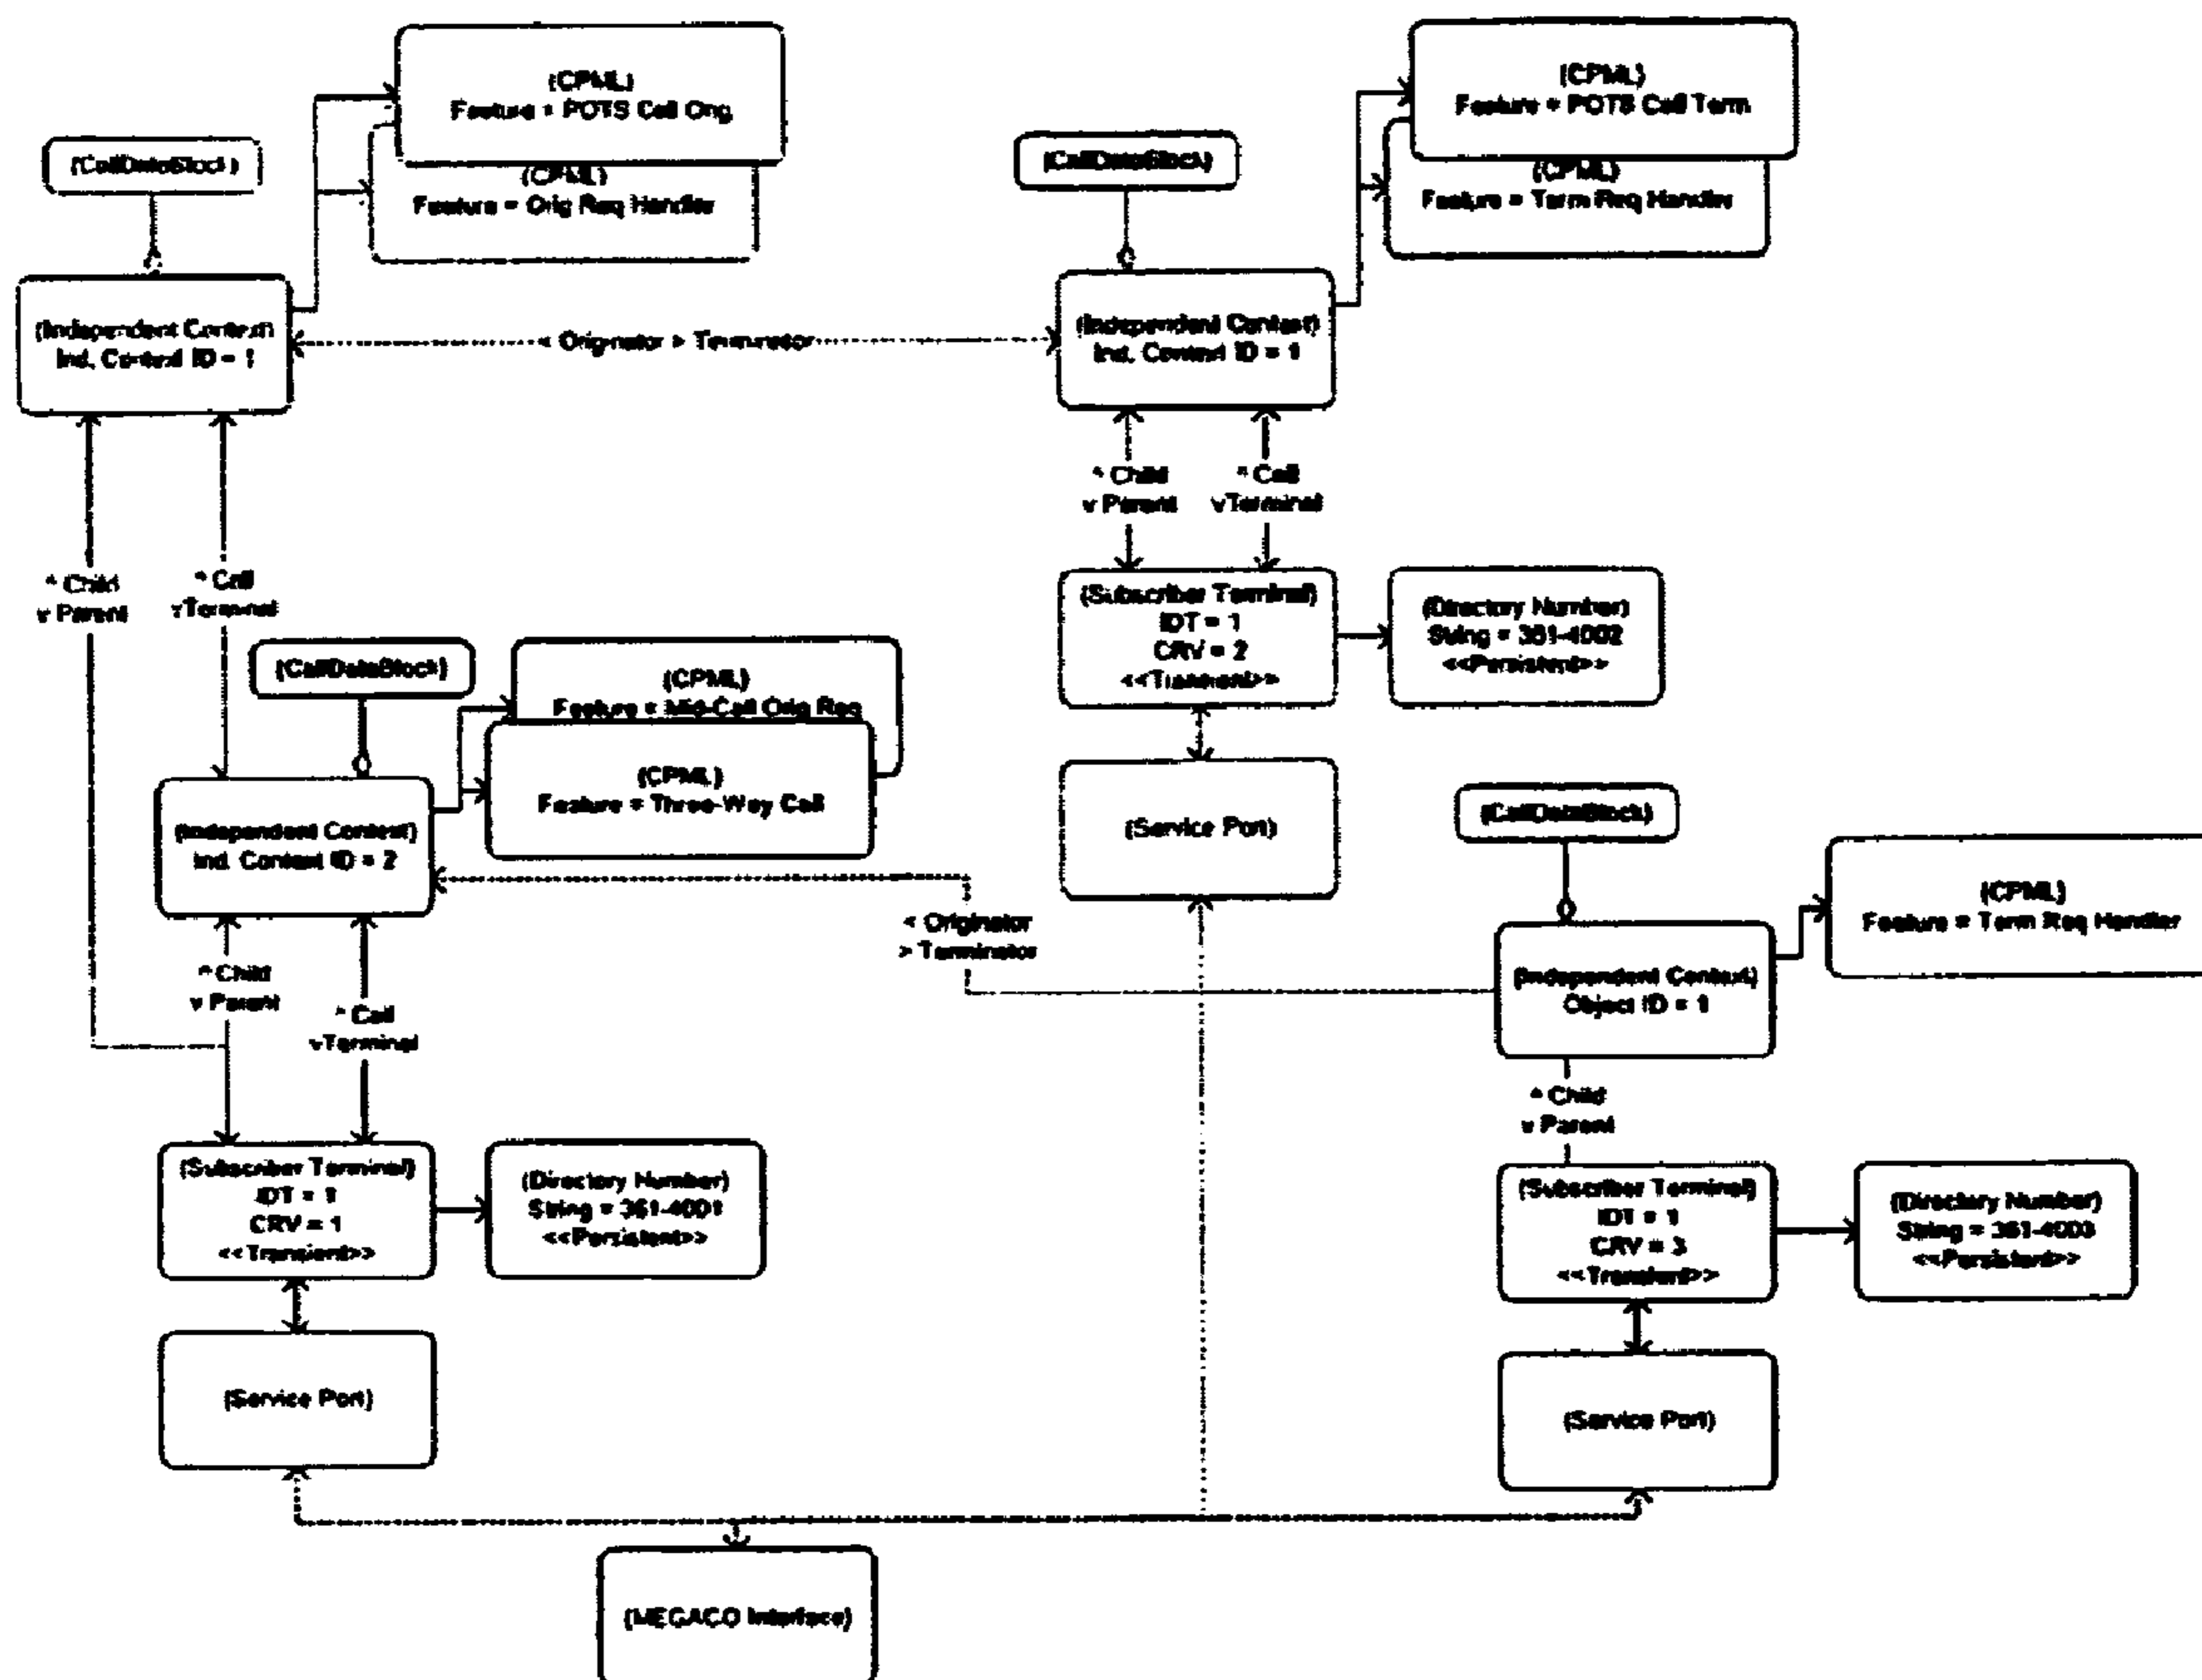 (CPML)
Feature = POTS Call Orig.
(CPML)
Feature = Orig Req Handler
(CallDataBlock)
(Independent Context)
Ind. Context ID = 1
< Originator > Terminator
(CPML)
Feature = POTS Call Term
(CPML)
Feature = Term Req Handler
(CallDataBlock)
(Independent Context)
Ind. Context ID = 1
^ Child
v Parent
^ Call
vTerminal
^ Child
v Parent
^ Call
vTerminal
(Subscriber Terminal)
IDT = 1
CRV = 2
<<Transient>>
(Directory Number)
String = 361-4002
<<Persistent>>
(CallDataBlock)
(CPML)
Feature = Mid-Call Orig Req
(CPML)
Feature = Three-Way Call
(Independent Context)
Ind. Context ID = 2
(Service Port)
(CallDataBlock)
(CPML)
Feature = Term Req Handler
< Originator
> Terminator
(Independent Context)
Object ID = 1
^ Child
v Parent
^ Call
vTerminal
^ Child
v Parent
(Subscriber Terminal)
IDT = 1
CRV = 1
<<Transient>>
(Directory Number)
String = 361-4001
<<Persistent>>
(Subscriber Terminal)
IDT = 1
CRV = 3
<<Transient>>
(Directory Number)
String = 361-4003
<<Persistent>>
(Service Port)
(Service Port)
(MEGACO Interface)